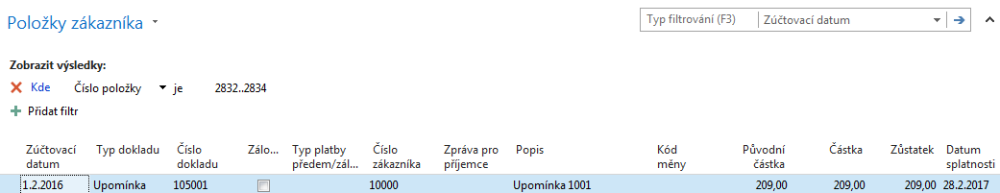 Položky zákazníka
Typ filtrování (F3) Zúčtovací datum
Zobrazit výsledky:
Kde Číslo položky je 2832..2834
Přidat filtr
Zúčtovací datum Typ dokladu Číslo dokladu Zálo... Typ platby předem/zál... Číslo zákazníka Zpráva pro příjemce Popis Kód měny Původní částka Částka Zůstatek Datum splatnosti
1.2.2016 Upomínka 105001 10000 Upomínka 1001 209,00 209,00 209,00 28.2.2017